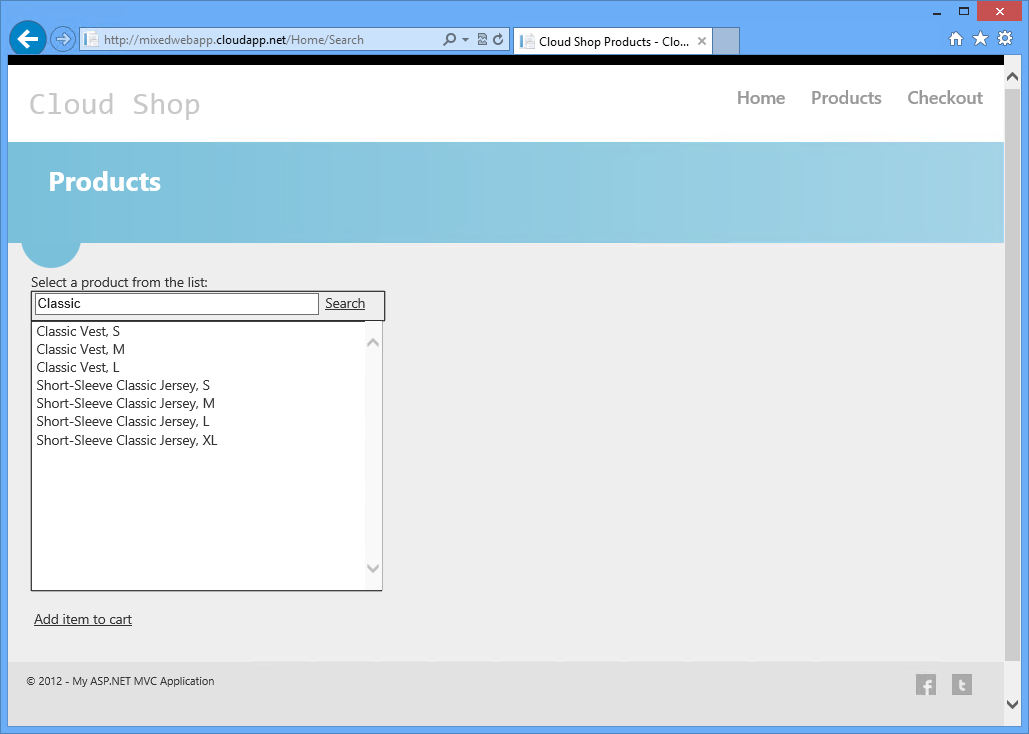 http://mixedwebapp.cloudapp.net/Home/Search
Cloud Shop Products - Clo...
Cloud Shop
Home Products Checkout
Products
Select a product from the list:
Classic Search
Classic Vest, S
Classic Vest, M
Classic Vest, L
Short-Sleeve Classic Jersey, S
Short-Sleeve Classic Jersey, M
Short-Sleeve Classic Jersey, L
Short-Sleeve Classic Jersey, XL
Add item to cart
© 2012 - My ASP.NET MVC Application